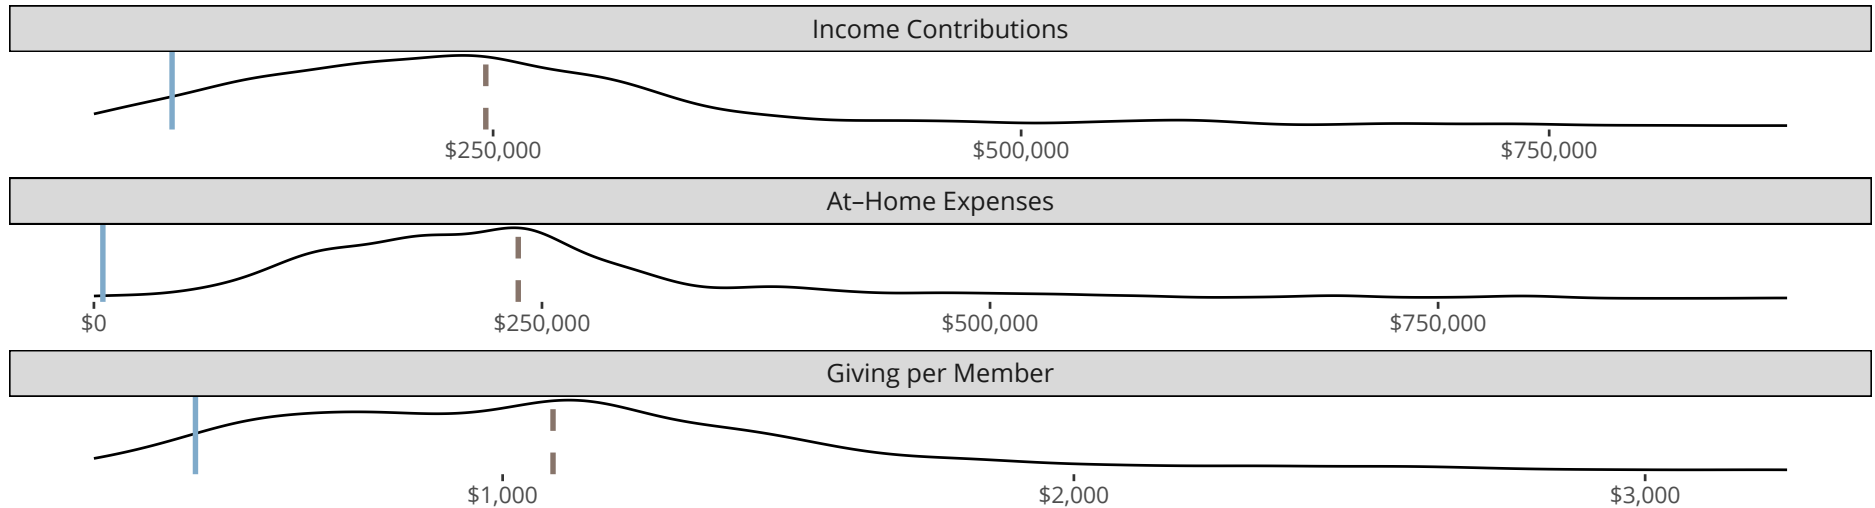 Income Contributions
$250,000 $500,000 $750,000
At–Home Expenses
$0 $250,000 $500,000 $750,000
Giving per Member
$1,000 $2,000 $3,000